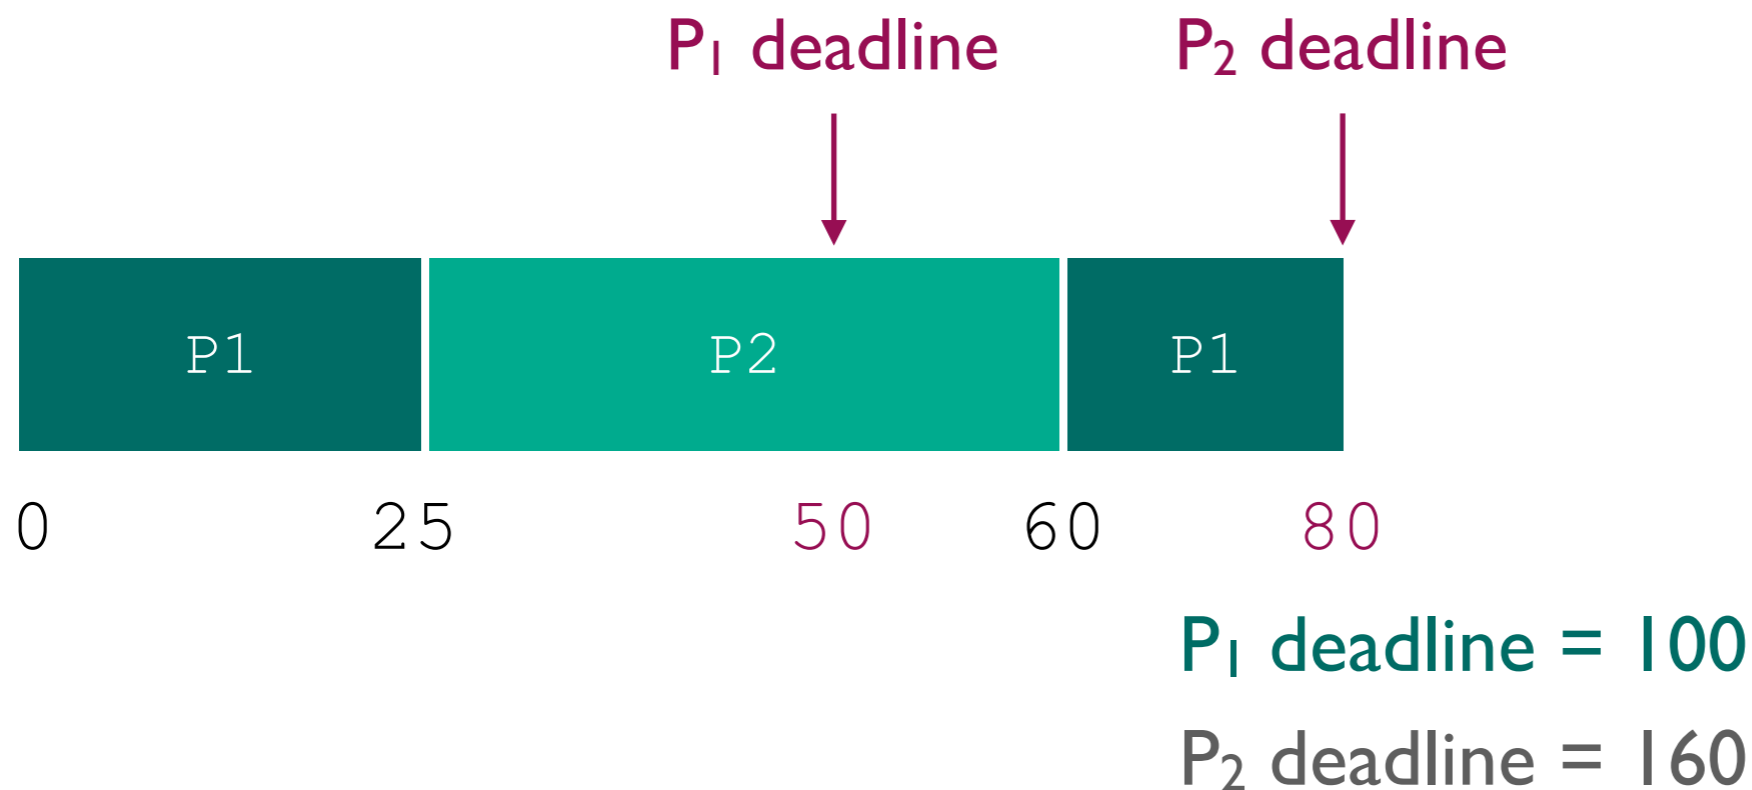 P₁ deadline P₂ deadline
P1 P2 P1
0 25 50 60 80
P₁ deadline = 100
P₂ deadline = 160